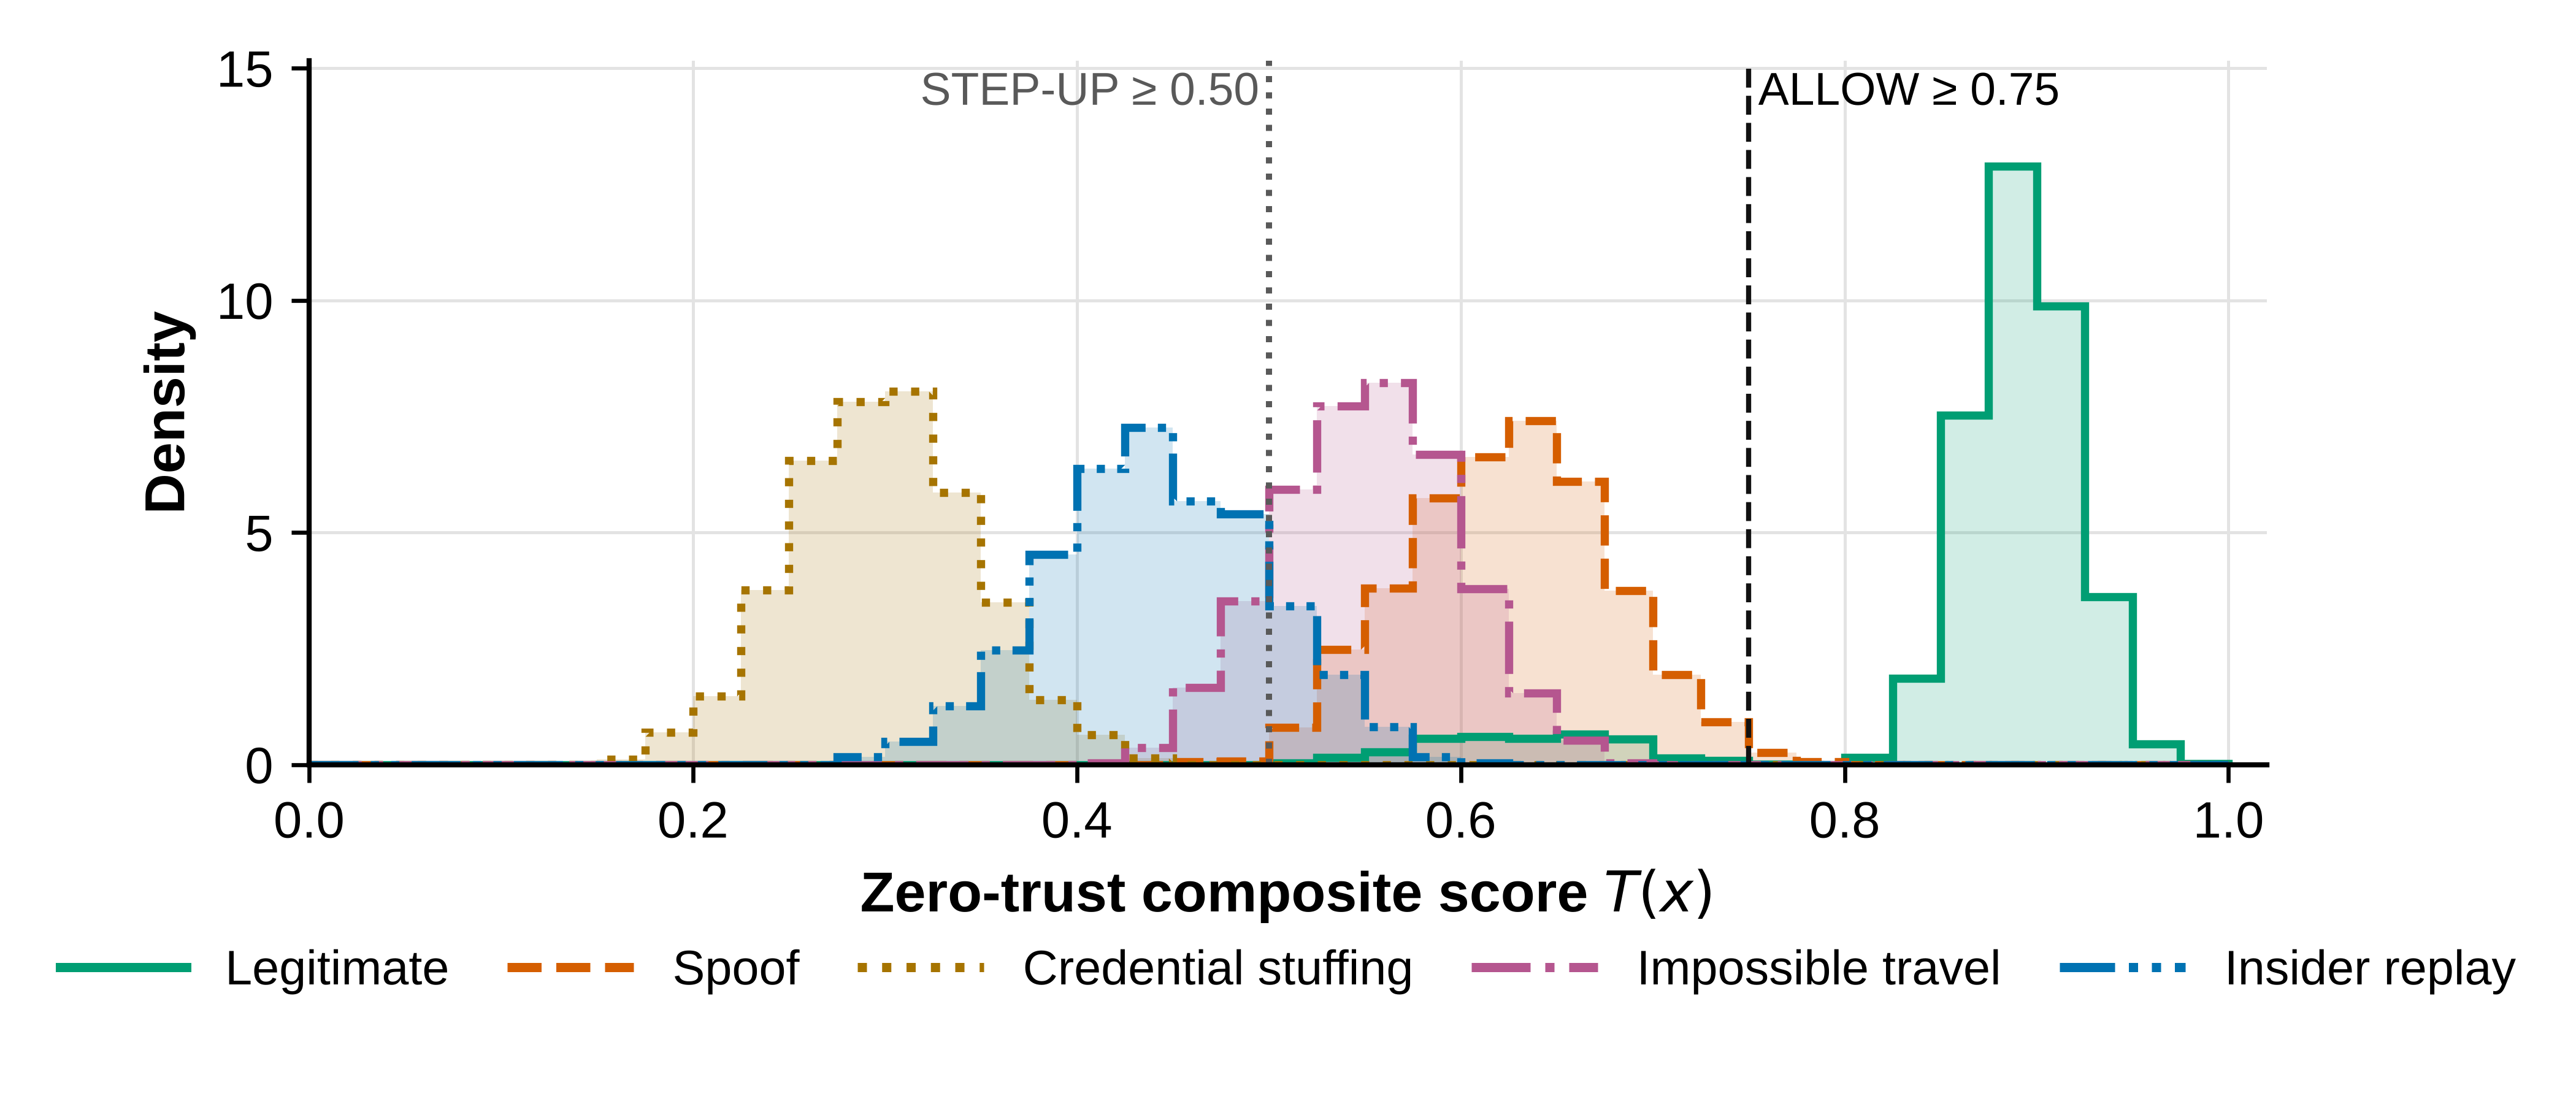 STEP-UP ≥ 0.50
ALLOW ≥ 0.75
15
10
5
0
Density
0.0 0.2 0.4 0.6 0.8 1.0
Zero-trust composite score T(x)
Legitimate Spoof Credential stuffing Impossible travel Insider replay